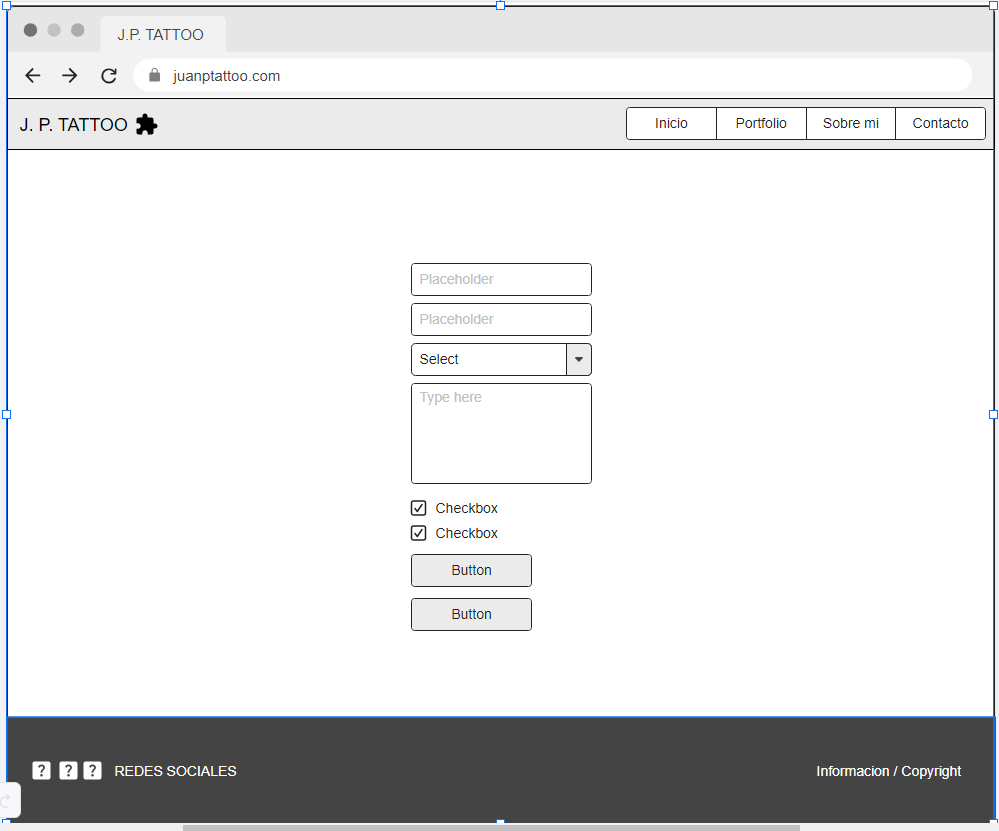 J.P. TATTOO
juanptattoo.com
J. P. TATTOO Inicio Portfolio Sobre mi Contacto
Placeholder
Placeholder
Select
Type here
Checkbox
Checkbox
Button
Button
? ? ? REDES SOCIALES Informacion / Copyright